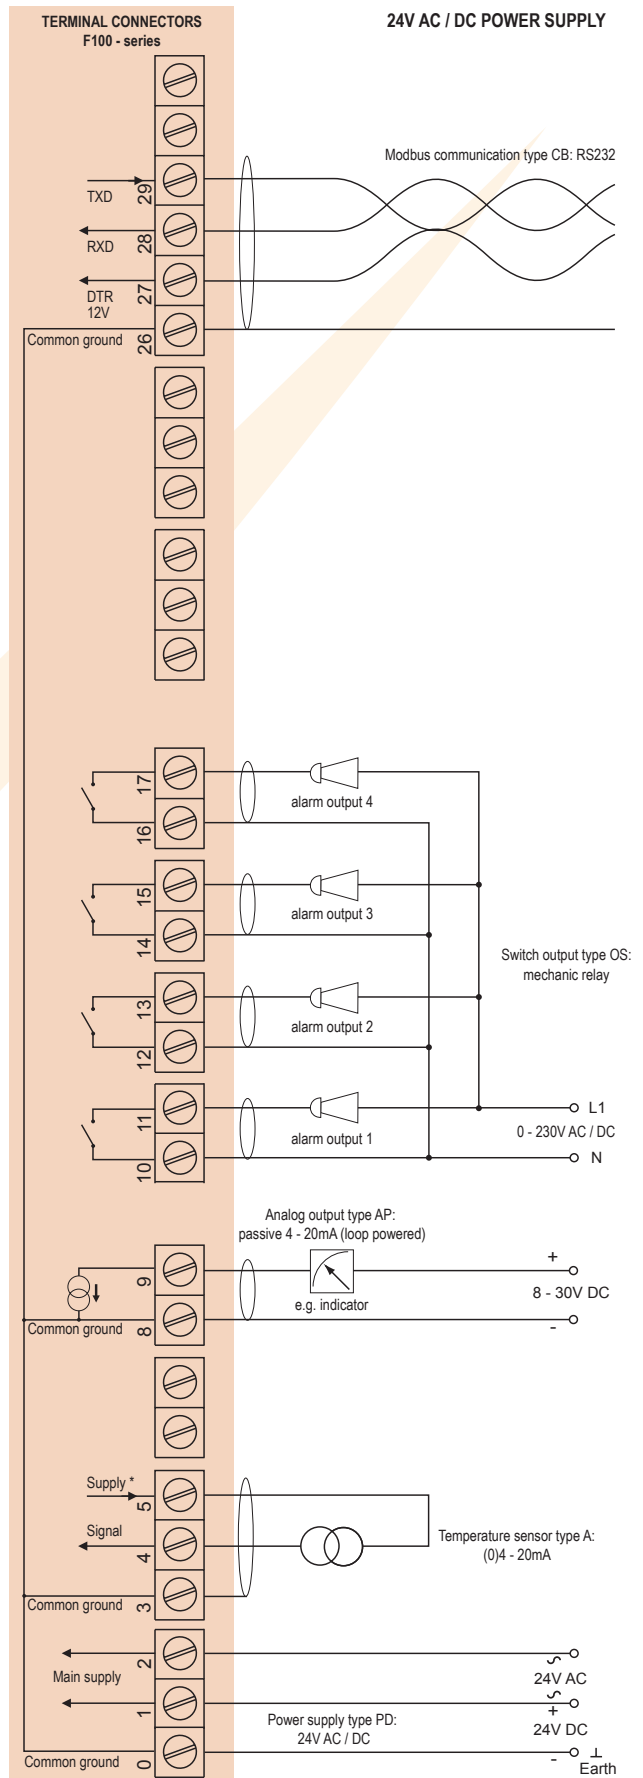 TERMINAL CONNECTORS
F100 - series
24V AC / DC POWER SUPPLY
Modbus communication type CB: RS232
TXD
29
RXD
28
DTR
12V
27
Common ground
26
17
alarm output 4
16
15
alarm output 3
14
Switch output type OS:
mechanic relay
13
alarm output 2
12
11
L1
alarm output 1
0 - 230V AC / DC
10
N
Analog output type AP:
passive 4 - 20mA (loop powered)
+
9
8 - 30V DC
e.g. indicator
Common ground
8
-
Supply *
5
Signal
4
Temperature sensor type A:
(0)4 - 20mA
Common ground
3
2
Main supply
24V AC
1
+
Power supply type PD:
24V AC / DC
24V DC
Common ground
0
-
Earth